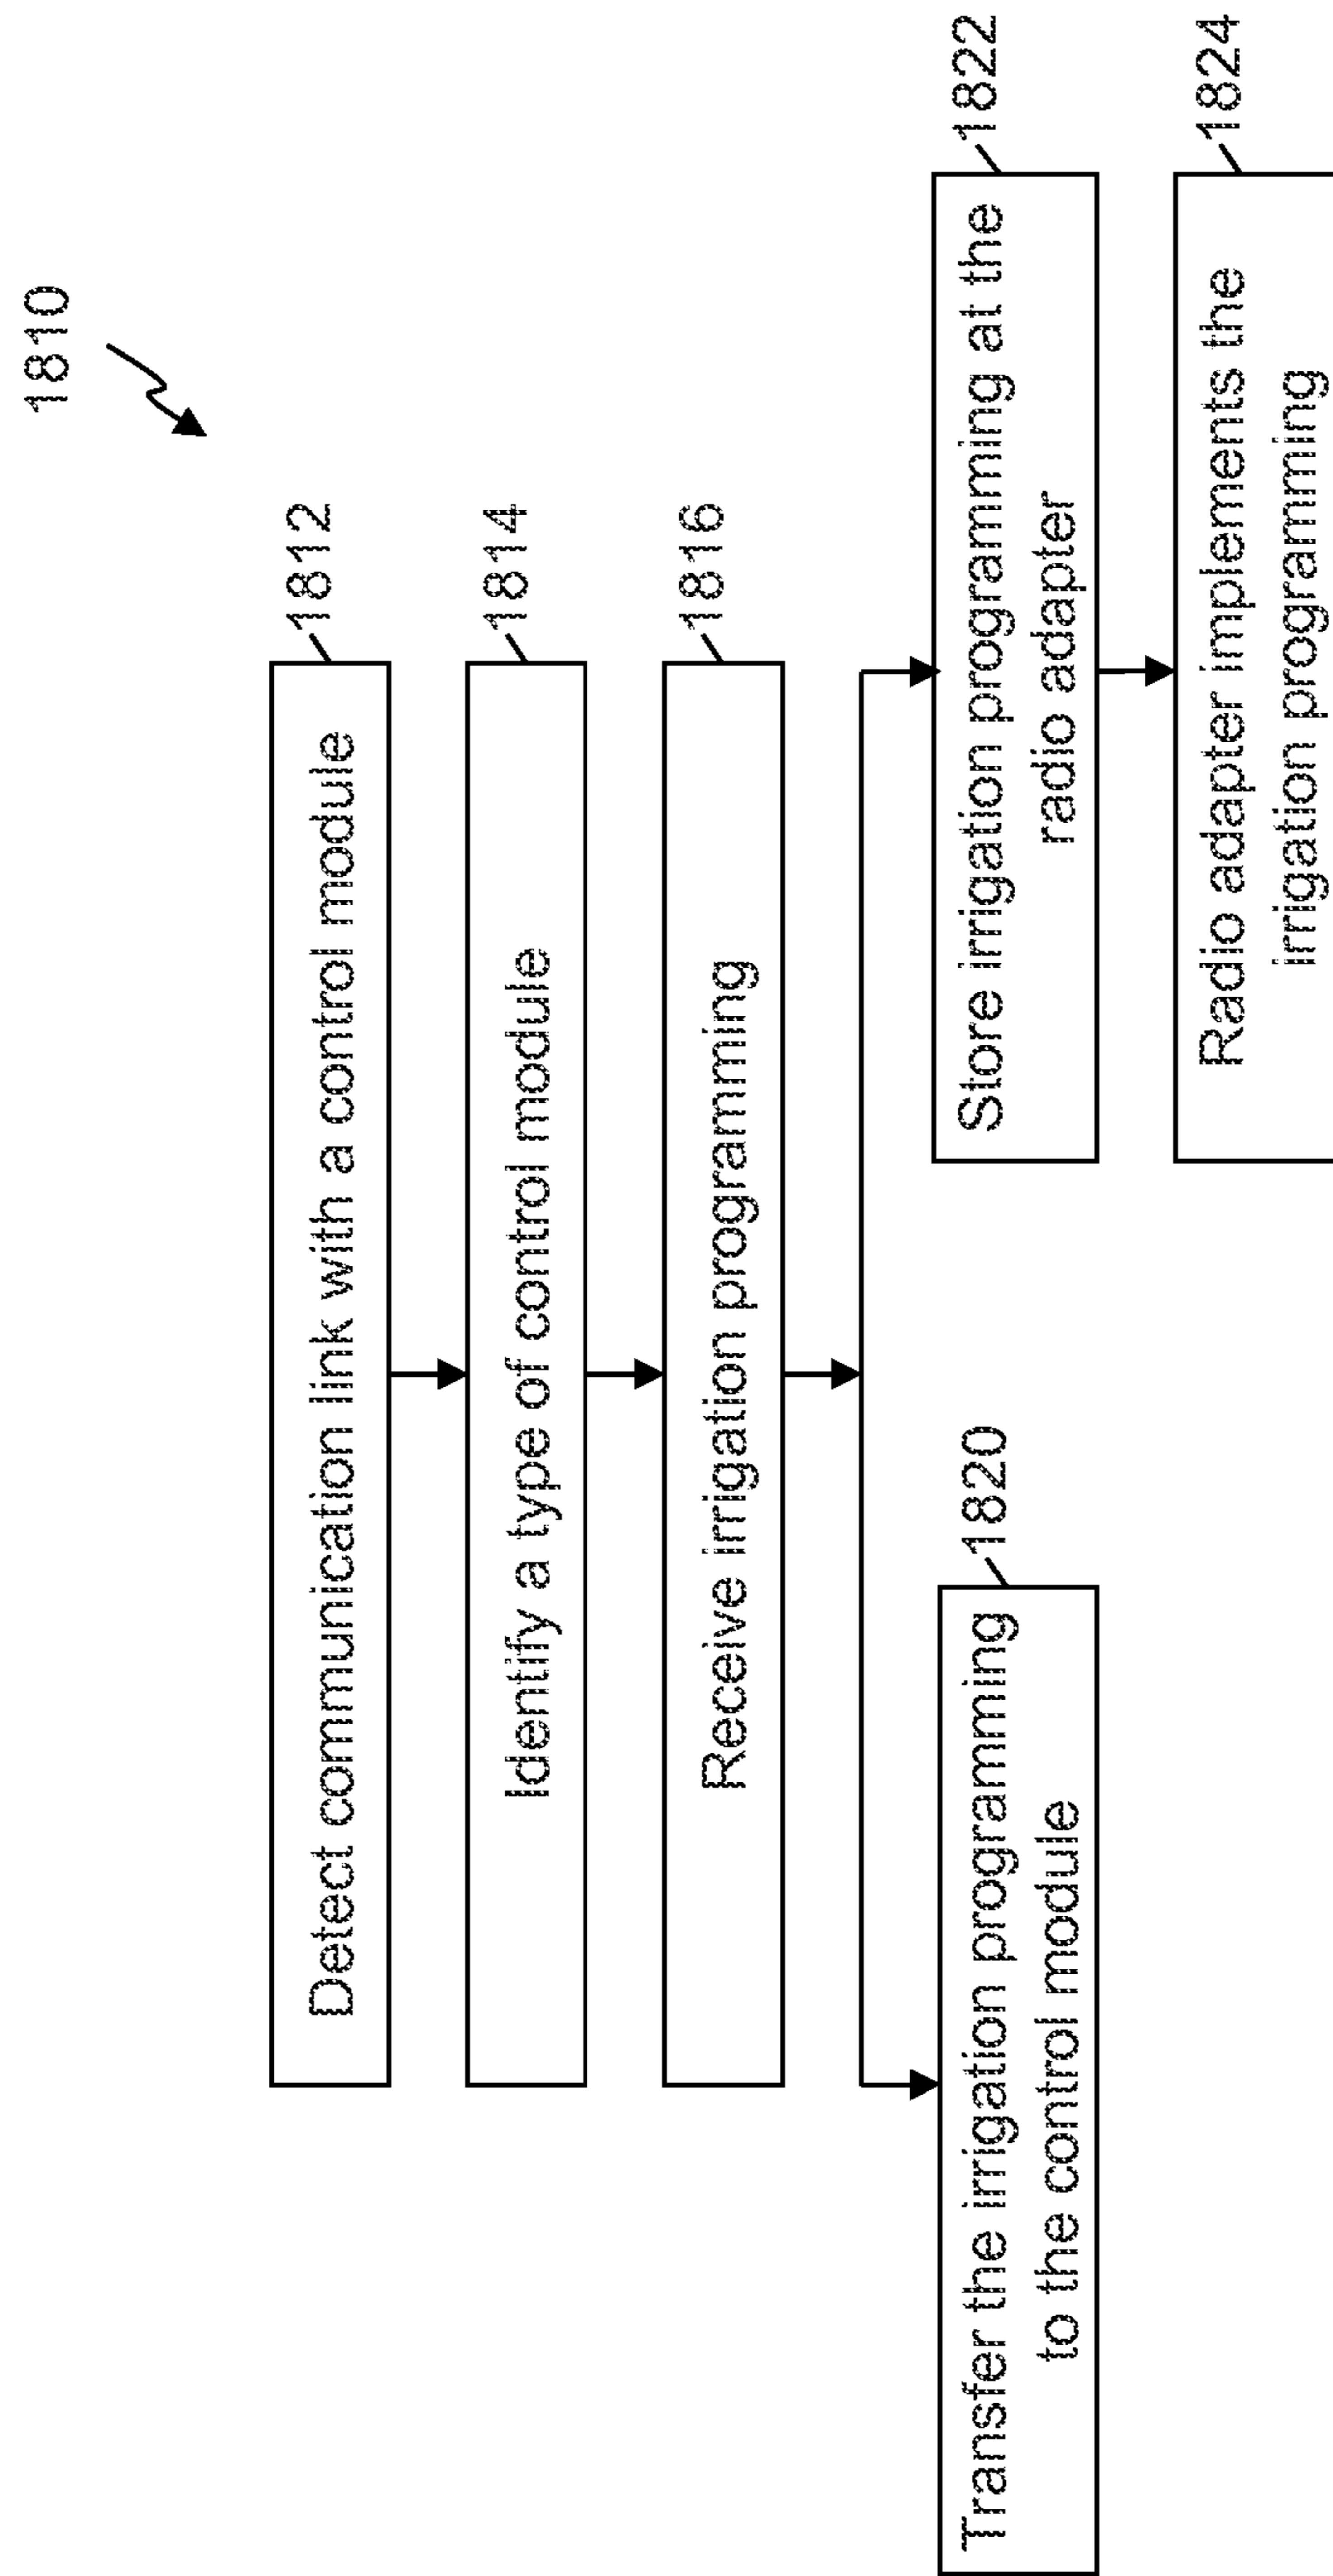 1810
Detect communication link with a control module
1812
Identify a type of control module
1814
Receive irrigation programming
1816
Transfer the irrigation programming
to the control module
1820
Store irrigation programming at the
radio adapter
1822
Radio adapter implements the
irrigation programming
1824